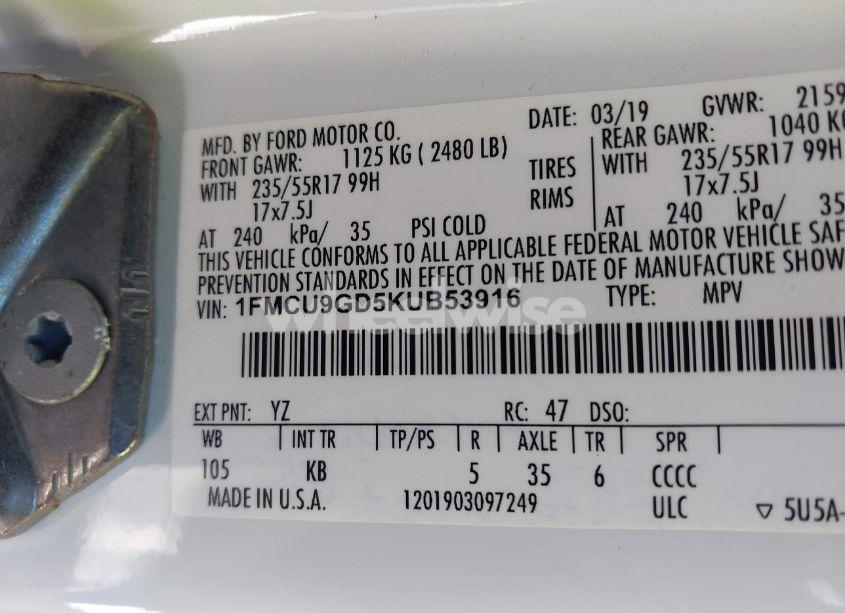 MFD. BY FORD MOTOR CO.
DATE: 03/19 GVWR: 2159
FRONT GAWR: 1125 KG ( 2480 LB)
REAR GAWR: 1040 KG
WITH 235/55R17 99H TIRES WITH 235/55R17 99H
17x7.5J RIMS 17x7.5J
AT 240 kPa/ 35 PSI COLD AT 240 kPa/ 35
THIS VEHICLE CONFORMS TO ALL APPLICABLE FEDERAL MOTOR VEHICLE SAF
PREVENTION STANDARDS IN EFFECT ON THE DATE OF MANUFACTURE SHOW
VIN: 1FMCU9GD5KUB53916 TYPE: MPV
wheelwise
EXT PNT: YZ RC: 47 DSO:
WB INT TR TP/PS R AXLE TR SPR
105 KB 5 35 6 CCCC
MADE IN U.S.A. 1201903097249 ULC ▽ 5U5A-